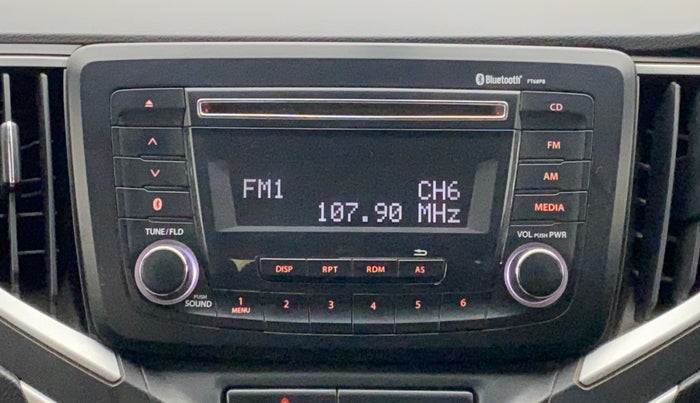 Bluetooth PT68PB
CD
FM
AM
MEDIA
FM1 CH6
107.90 MHz
TUNE/FLD
VOL PUSH PWR
DISP RPT RDM AS
PUSH
SOUND
1 2 3 4 5 6
MENU